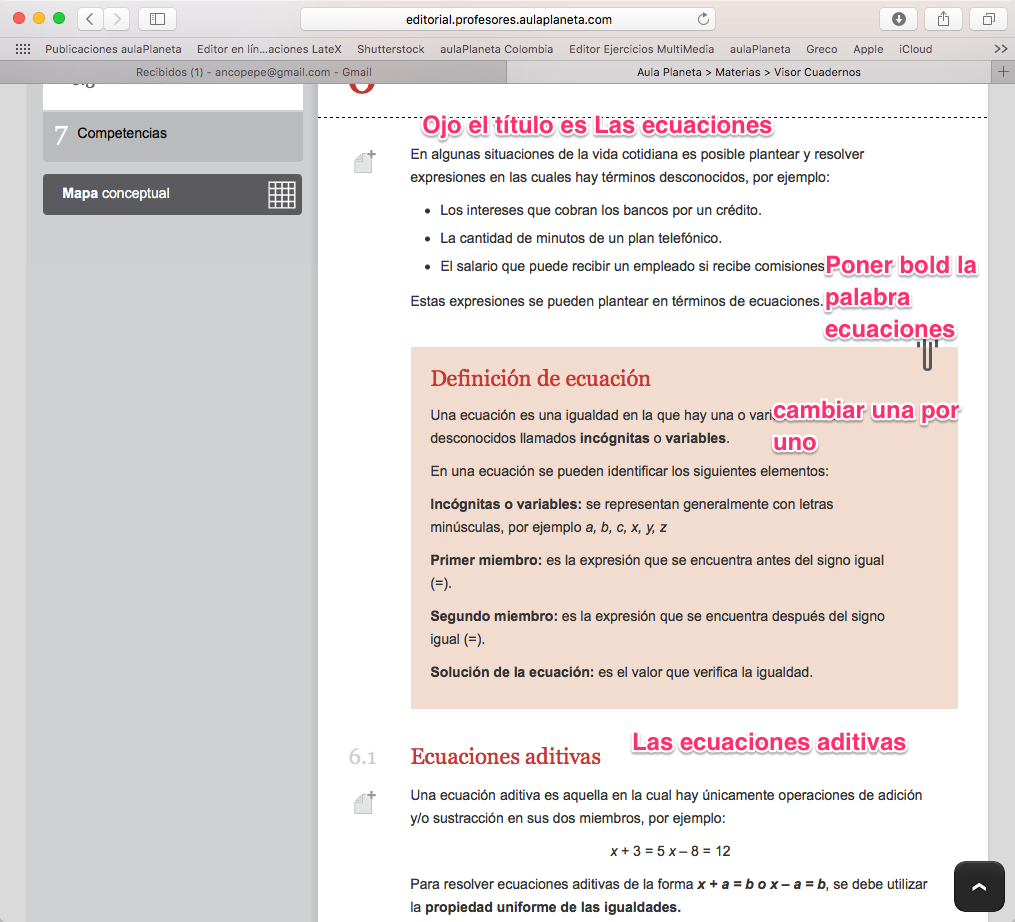 editorial.profesores.aulaplaneta.com
Publicaciones aulaPlaneta Editor en lín...aciones LateX Shutterstock aulaPlaneta Colombia Editor Ejercicios MultiMedia aulaPlaneta Greco Apple iCloud >>
Recibidos (1) - ancopepe@gmail.com - Gmail Aula Planeta > Materias > Visor Cuadernos +
7 Competencias
Mapa conceptual
Ojo el título es Las ecuaciones
En algunas situaciones de la vida cotidiana es posible plantear y resolver
expresiones en las cuales hay términos desconocidos, por ejemplo:
• Los intereses que cobran los bancos por un crédito.
• La cantidad de minutos de un plan telefónico.
• El salario que puede recibir un empleado si recibe comisiones
Estas expresiones se pueden plantear en términos de ecuaciones.
Poner bold la
palabra
ecuaciones
Definición de ecuación
Una ecuación es una igualdad en la que hay una o
desconocidos llamados incógnitas o variables.
cambiar una por
uno
En una ecuación se pueden identificar los siguientes elementos:
Incógnitas o variables: se representan generalmente con letras
minúsculas, por ejemplo a, b, c, x, y, z
Primer miembro: es la expresión que se encuentra antes del signo igual
(=).
Segundo miembro: es la expresión que se encuentra después del signo
igual (=).
Solución de la ecuación: es el valor que verifica la igualdad.
6.1 Ecuaciones aditivas
Las ecuaciones aditivas
Una ecuación aditiva es aquella en la cual hay únicamente operaciones de adición
y/o sustracción en sus dos miembros, por ejemplo:
x + 3 = 5 x – 8 = 12
Para resolver ecuaciones aditivas de la forma x + a = b o x – a = b, se debe utilizar
la propiedad uniforme de las igualdades.